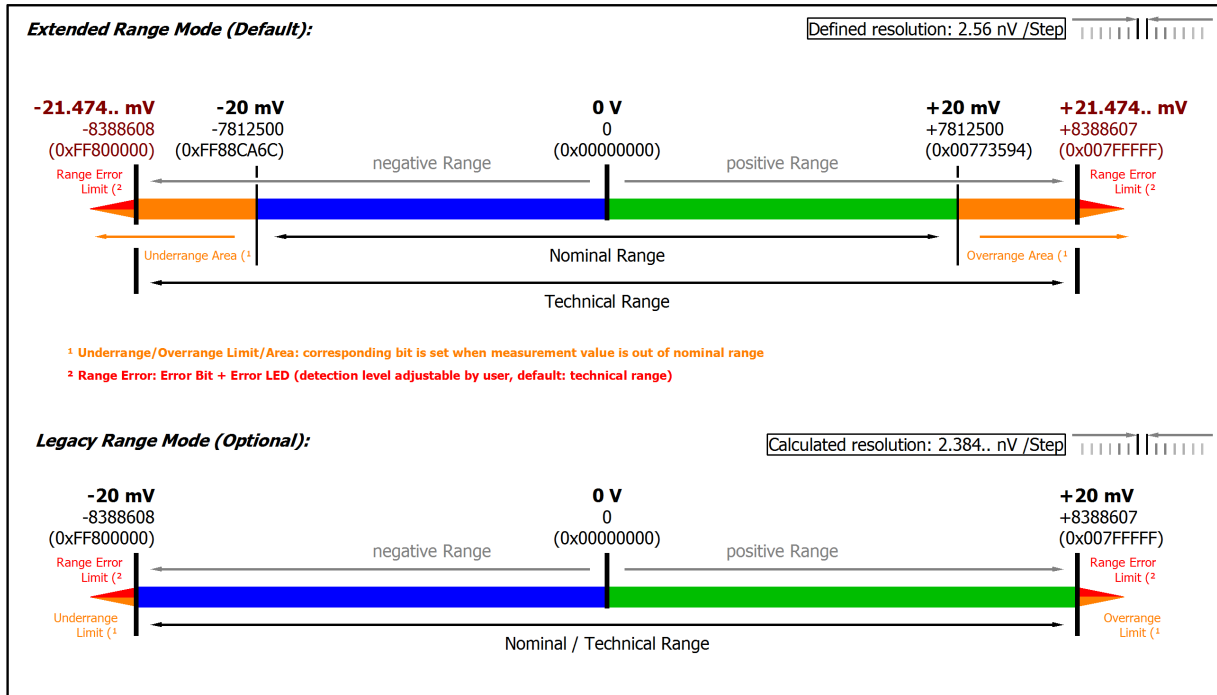 Extended Range Mode (Default):
Defined resolution: 2.56 nV /Step
-21.474.. mV
-8388608
(0xFF800000)
-20 mV
-7812500
(0xFF88CA6C)
0 V
0
(0x00000000)
+20 mV
+7812500
(0x00773594)
+21.474.. mV
+8388607
(0x007FFFFF)
negative Range
positive Range
Range Error
Limit (²
Range Error
Limit (²
Underrange Area (¹
Nominal Range
Overrange Area (¹
Technical Range
¹ Underrange/Overrange Limit/Area: corresponding bit is set when measurement value is out of nominal range
² Range Error: Error Bit + Error LED (detection level adjustable by user, default: technical range)
Legacy Range Mode (Optional):
Calculated resolution: 2.384.. nV /Step
-20 mV
-8388608
(0xFF800000)
0 V
0
(0x00000000)
+20 mV
+8388607
(0x007FFFFF)
negative Range
positive Range
Range Error
Limit (²
Range Error
Limit (²
Underrange
Limit (¹
Overrange
Limit (¹
Nominal / Technical Range